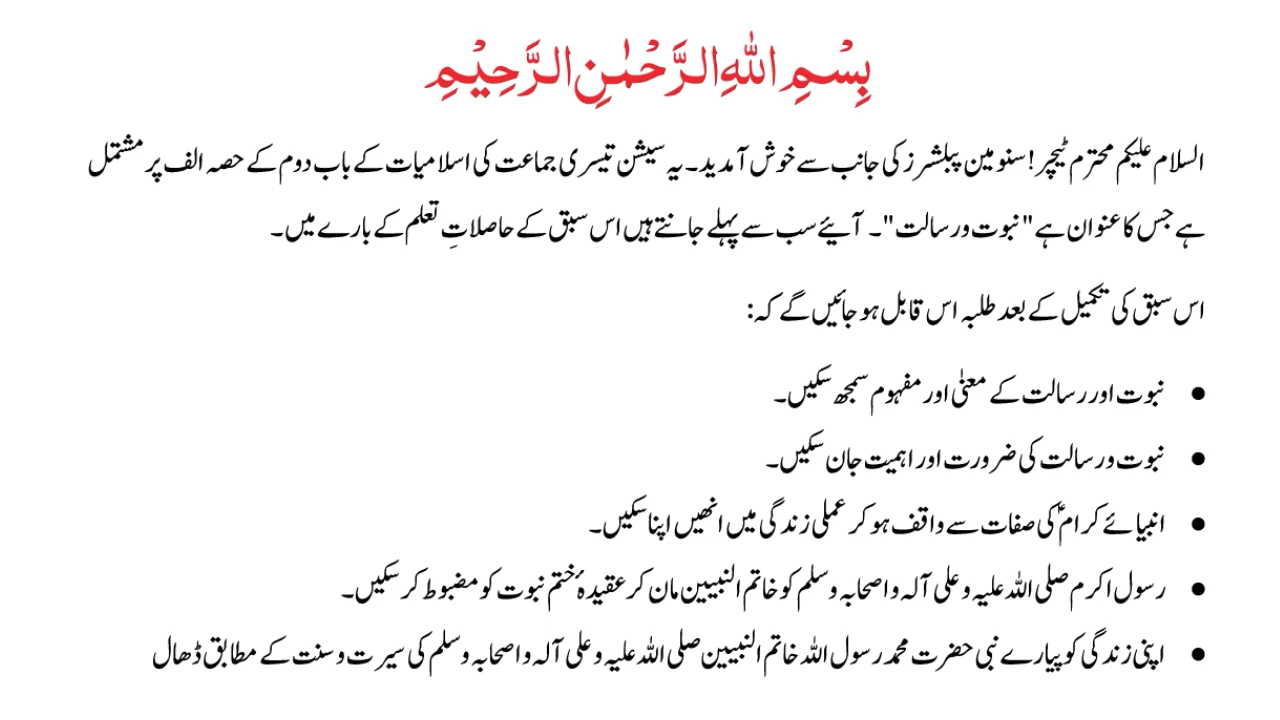 بِسْمِ اللہِ الرَّحْمٰنِ الرَّحِیْمِ
السلام علیکم محترم ٹیچر! سنو مین پبلشرز کی جانب سے خوش آمدید۔ یہ سیشن تیسری جماعت کی اسلامیات کے باب دوم کے حصہ الف پر مشتمل
ہے جس کا عنوان ہے "نبوت و رسالت"۔ آیئے سب سے پہلے جانتے ہیں اس سبق کے حاصلاتِ تعلم کے بارے میں۔
اس سبق کی تکمیل کے بعد طلبہ اس قابل ہو جائیں گے کہ:
• نبوت اور رسالت کے معنیٰ اور مفہوم سمجھ سکیں۔
• نبوت و رسالت کی ضرورت اور اہمیت جان سکیں۔
• انبیائے کرامؑ کی صفات سے واقف ہو کر عملی زندگی میں انھیں اپنا سکیں۔
• رسول اکرم صلی اللہ علیہ وعلی آلہ واصحابہ وسلم کو خاتم النبیین مان کر عقیدۂ ختم نبوت کو مضبوط کر سکیں۔
• اپنی زندگی کو پیارے نبی حضرت محمد رسول اللہ خاتم النبیین صلی اللہ علیہ وعلی آلہ واصحابہ وسلم کی سیرت و سنت کے مطابق ڈھال